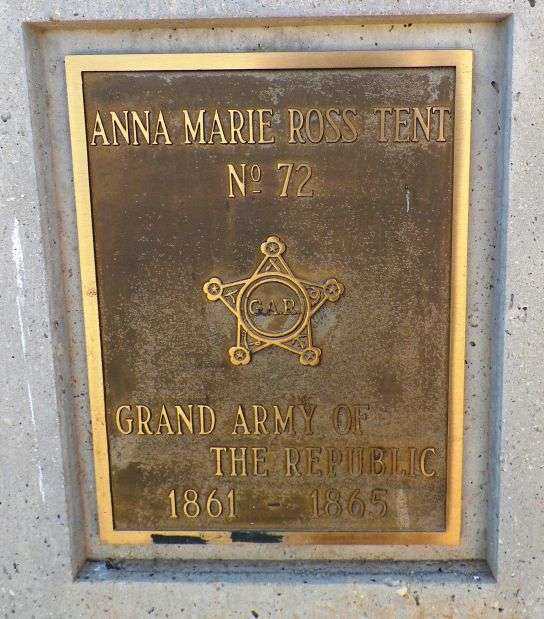 ANNA MARIE ROSS TENT
Nº 72
G.A.R.
GRAND ARMY OF
THE REPUBLIC
1861 - 1865